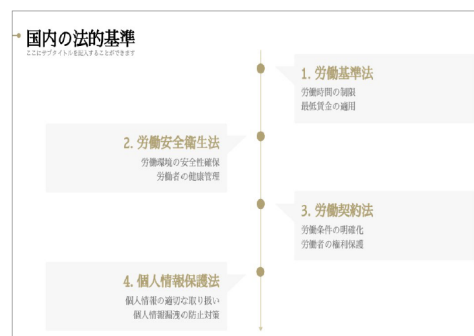 国内の法的基準
ここにサブタイトルを記入することができます
1. 労働基準法
労働時間の制限
最低賃金の適用
2. 労働安全衛生法
労働環境の安全性確保
労働者の健康管理
3. 労働契約法
労働条件の明確化
労働者の権利保護
4. 個人情報保護法
個人情報の適切な取り扱い
個人情報漏洩の防止対策